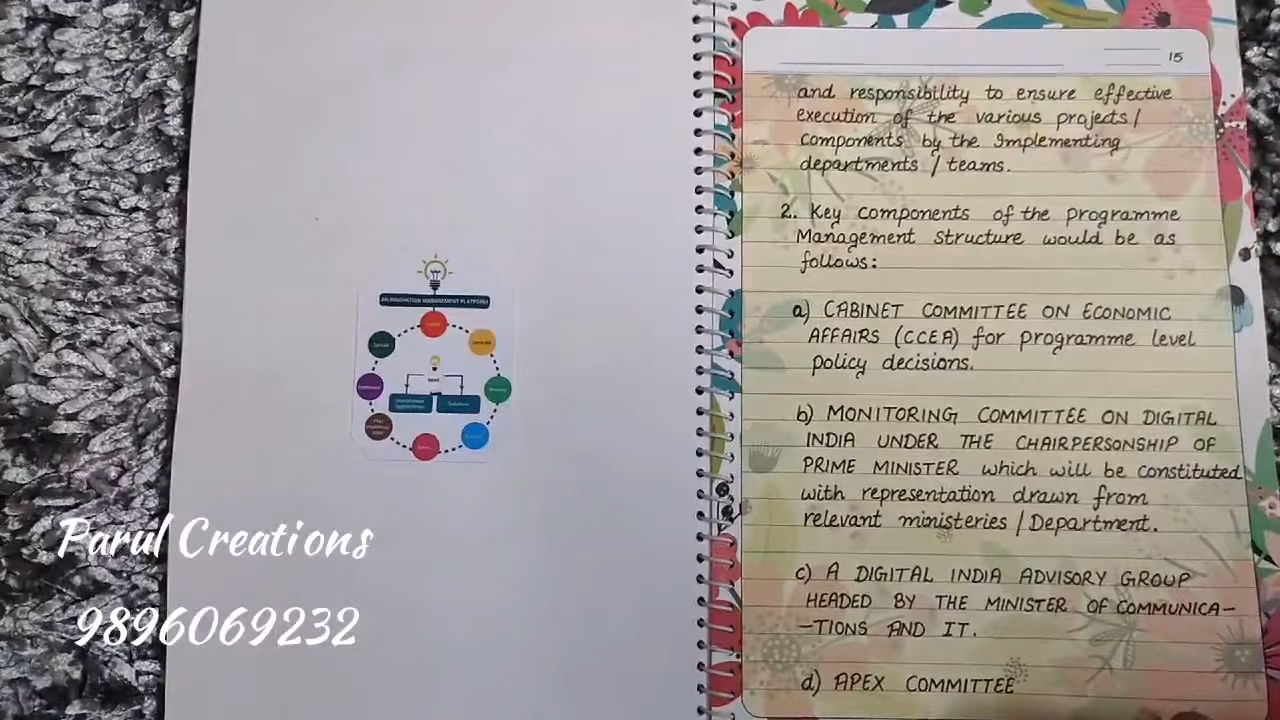 AN INNOVATION MANAGEMENT PLATFORM
IDEAS
Parul Creations
9896069232
15
and responsibility to ensure effective
execution of the various projects/
components by the Implementing
departments / teams.
2. Key components of the programme
Management Structure would be as
follows:
a) CABINET COMMITTEE ON ECONOMIC
AFFAIRS (CCEA) for programme level
policy decisions.
b) MONITORING COMMITTEE ON DIGITAL
INDIA UNDER THE CHAIRPERSONSHIP OF
PRIME MINISTER which will be constituted
with representation drawn from
relevant ministeries / Department.
c) A DIGITAL INDIA ADVISORY GROUP
HEADED BY THE MINISTER OF COMMUNICA-
-TIONS AND IT.
d) APEX COMMITTEE